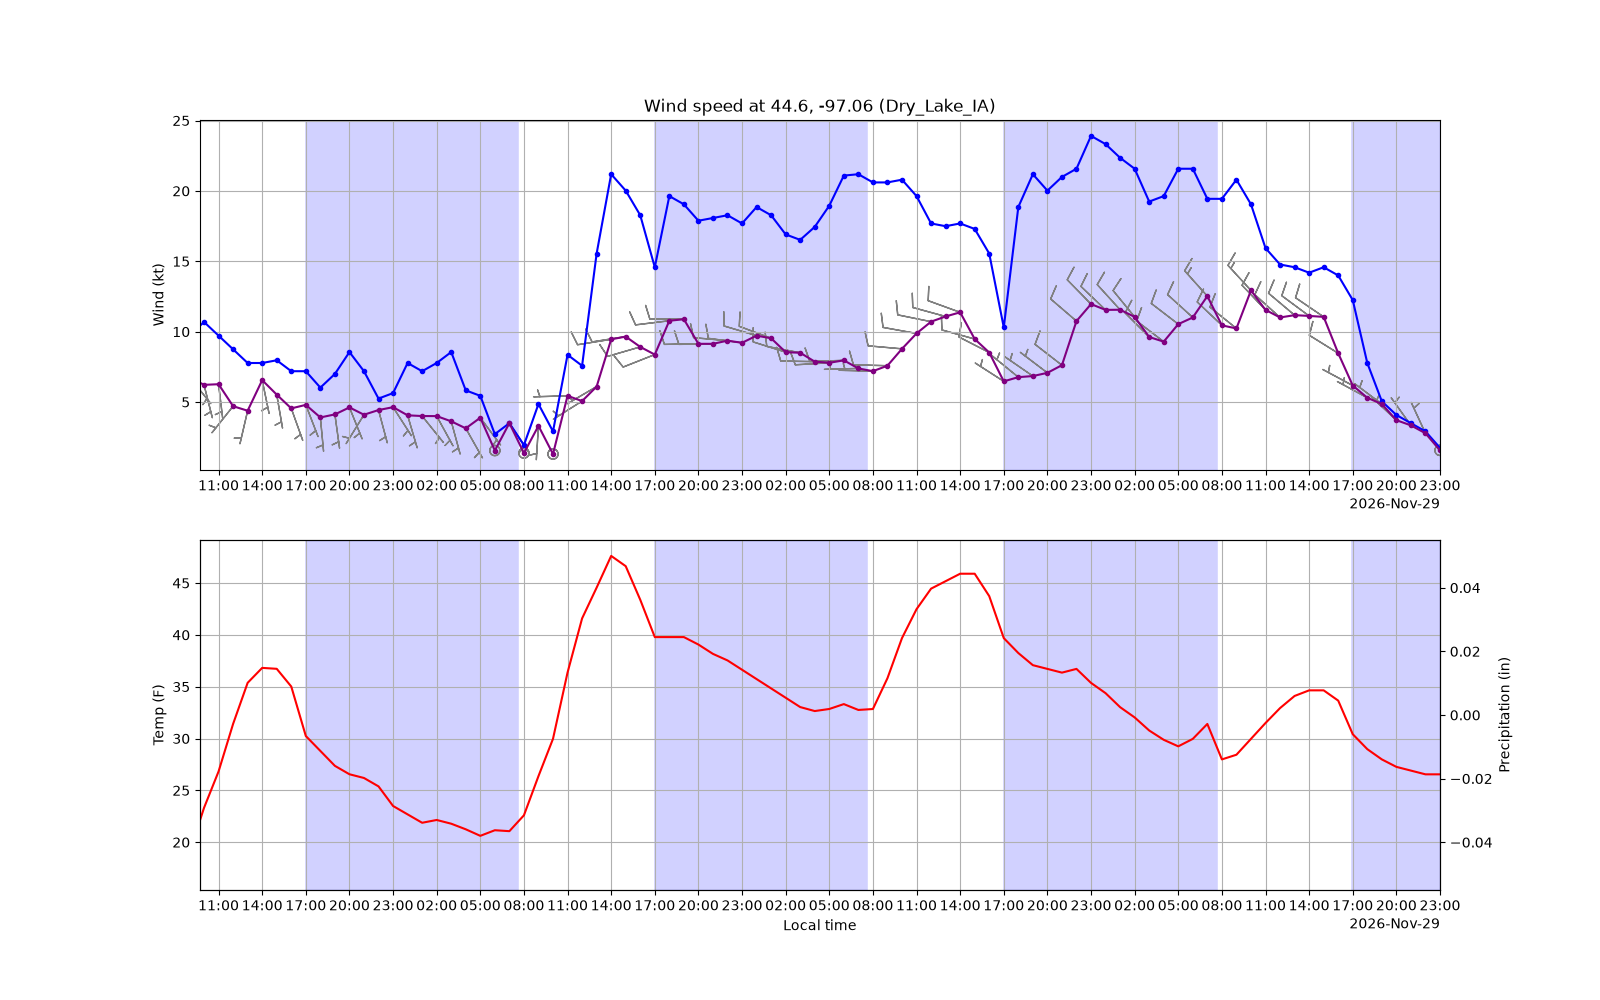 Wind speed at 44.6, -97.06 (Dry_Lake_IA)
25
20
15
10
5
Wind (kt)
11:00 14:00 17:00 20:00 23:00 02:00 05:00 08:00 11:00 14:00 17:00 20:00 23:00 02:00 05:00 08:00 11:00 14:00 17:00 20:00 23:00 02:00 05:00 08:00 11:00 14:00 17:00 20:00 23:00
2026-Nov-29
45
40
35
30
25
20
Temp (F)
0.04
0.02
0.00
−0.02
−0.04
Precipitation (in)
11:00 14:00 17:00 20:00 23:00 02:00 05:00 08:00 11:00 14:00 17:00 20:00 23:00 02:00 05:00 08:00 11:00 14:00 17:00 20:00 23:00 02:00 05:00 08:00 11:00 14:00 17:00 20:00 23:00
Local time
2026-Nov-29